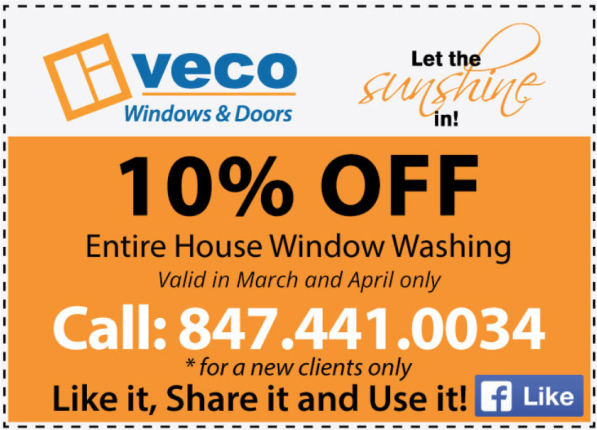 veco
Windows & Doors
Let the
sunshine
in!
10% OFF
Entire House Window Washing
Valid in March and April only
Call: 847.441.0034
* for a new clients only
Like it, Share it and Use it!
f Like